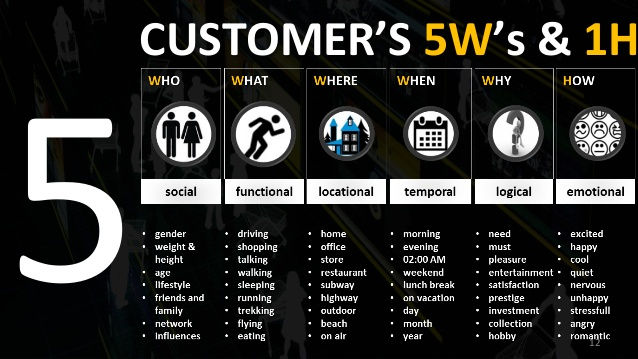 CUSTOMER'S 5W's & 1H
5
WHO
WHAT
WHERE
WHEN
WHY
HOW
social
functional
locational
temporal
logical
emotional
• gender
• weight &
height
• age
• lifestyle
• friends and
family
• network
• influences
• driving
• shopping
• talking
• walking
• sleeping
• running
• trekking
• flying
• eating
• home
• office
• store
• restaurant
• subway
• highway
• outdoor
• beach
• on air
• morning
• evening
• 02:00 AM
• weekend
• lunch break
• on vacation
• day
• month
• year
• need
• must
• pleasure
• entertainment
• satisfaction
• prestige
• investment
• collection
• hobby
• excited
• happy
• cool
• quiet
• nervous
• unhappy
• stressfull
• angry
• romantic
12